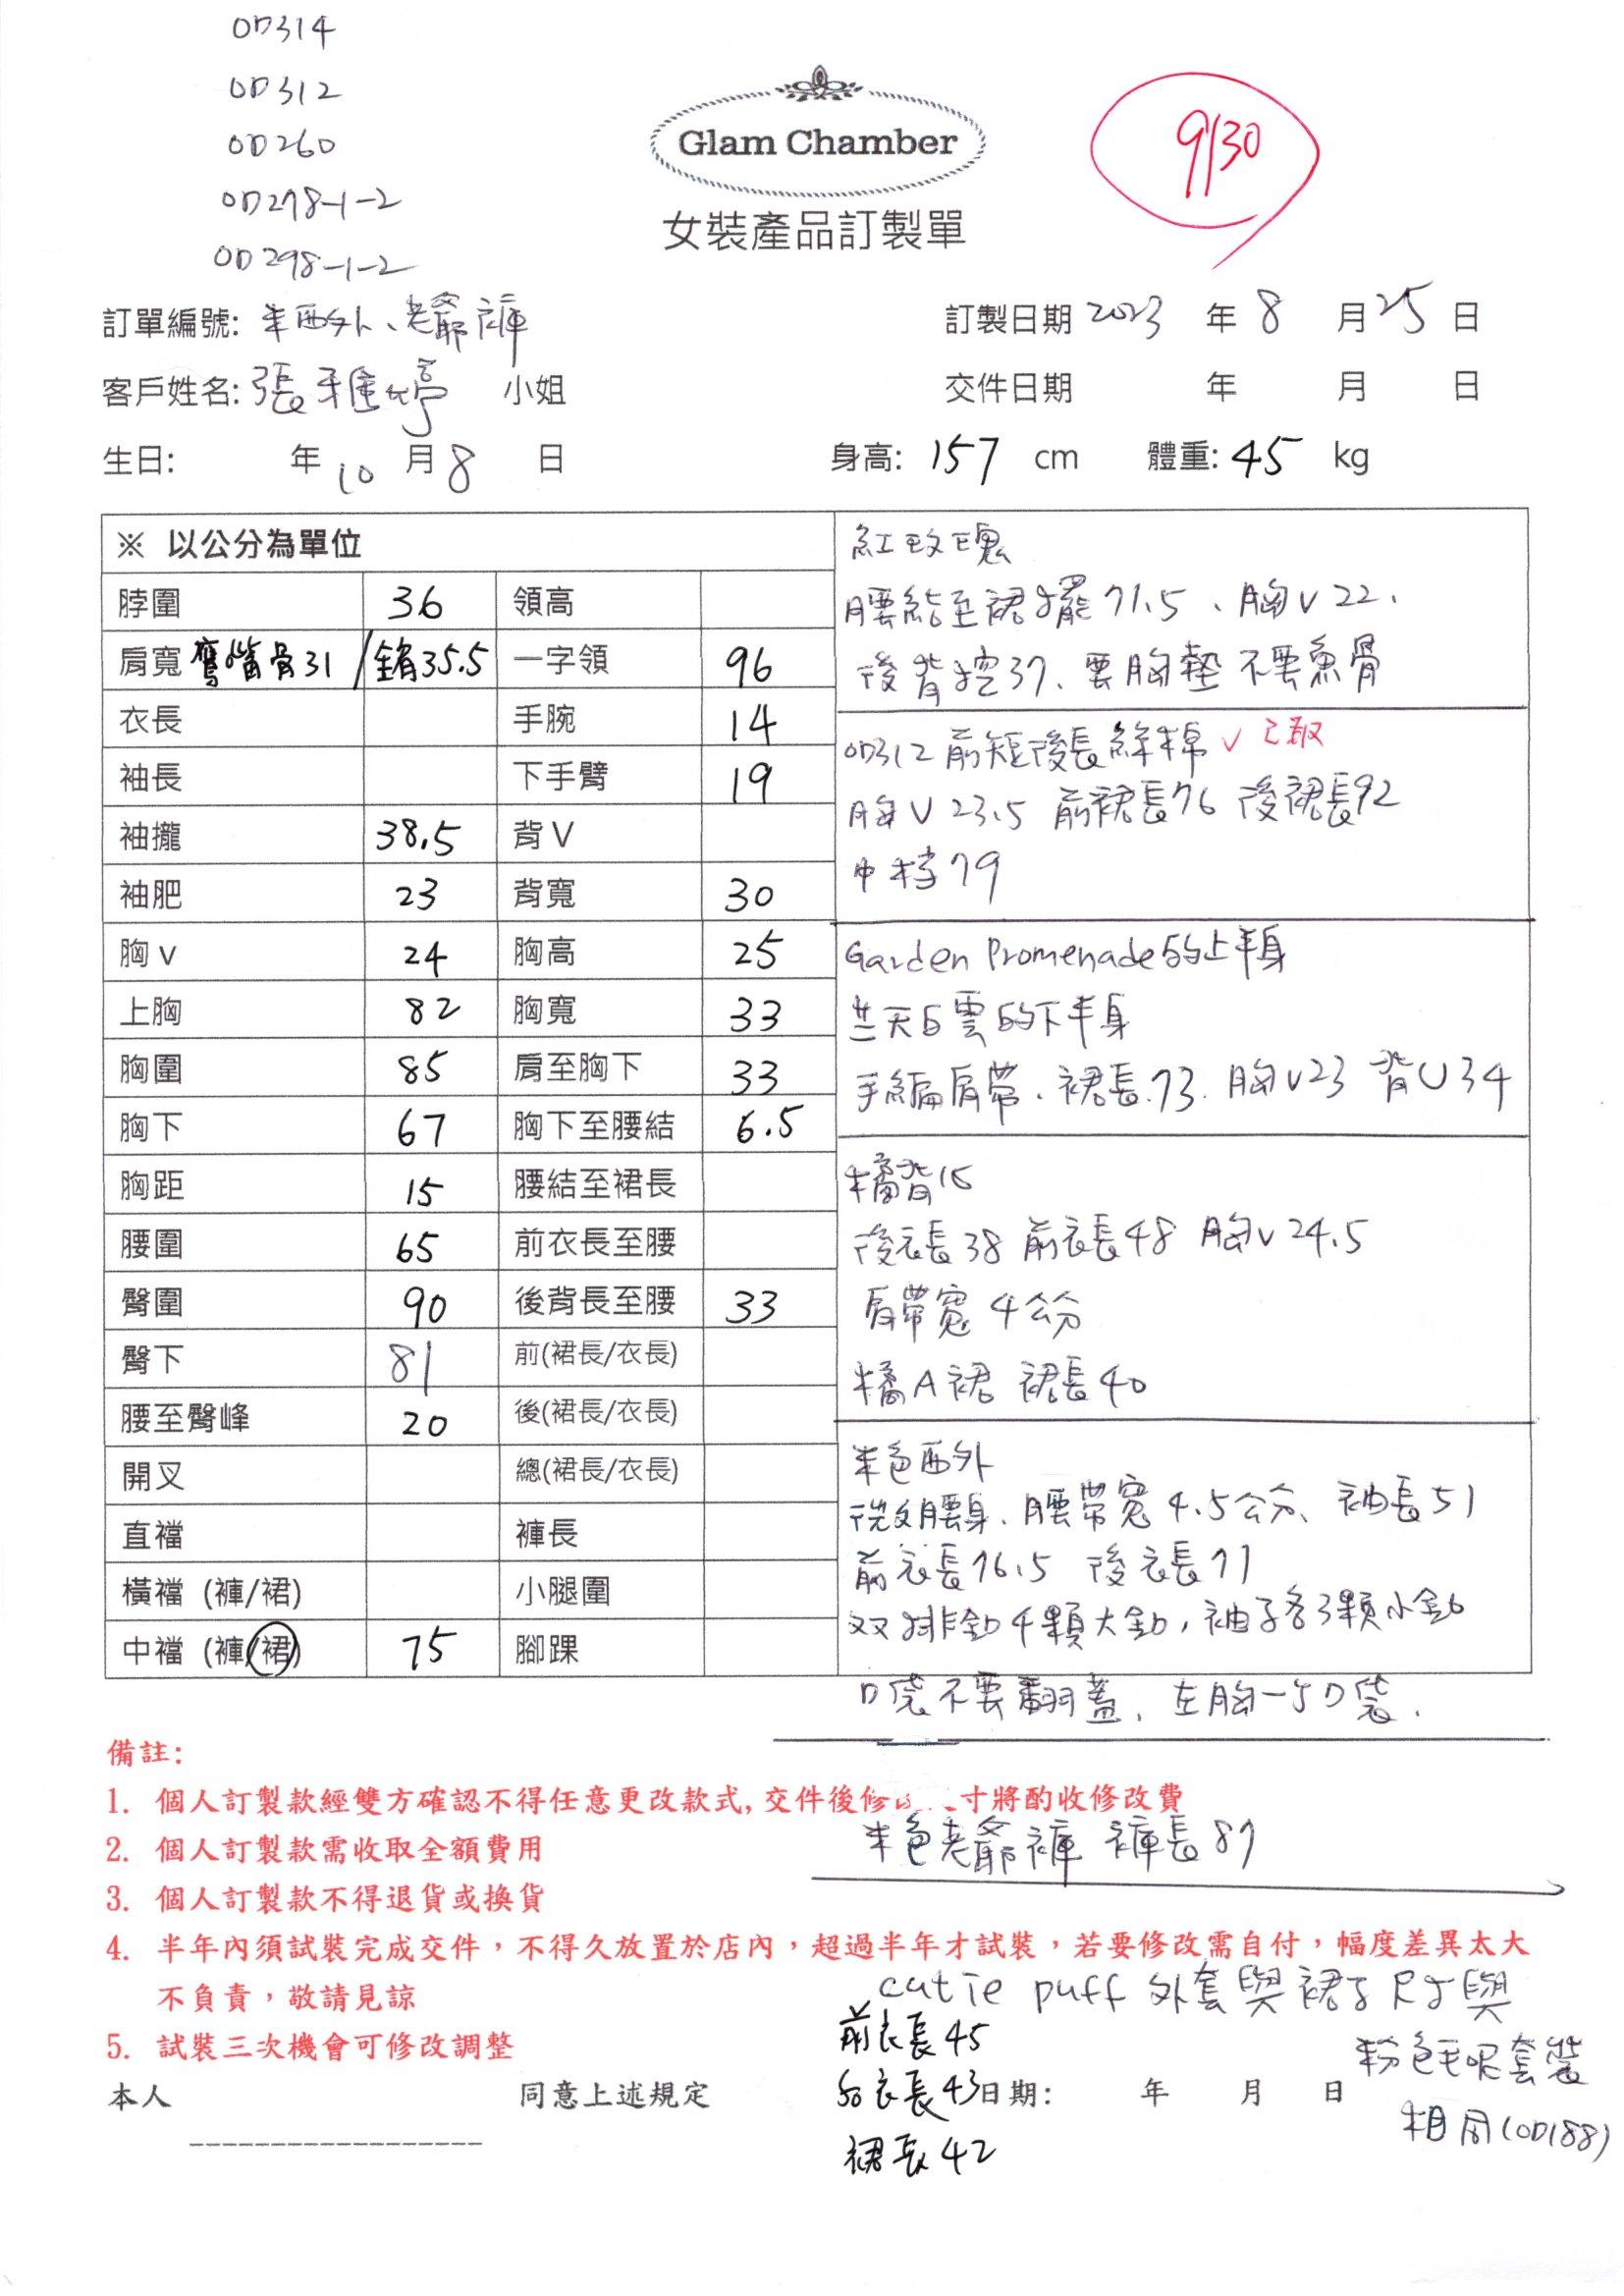 OD314
OD312
OD260
OD298-1-2
OD298-1-2
Glam Chamber
9/30
女裝產品訂製單
訂單編號: 米西外、老爺褲
訂製日期 2023 年 8 月 25 日
客戶姓名: 張雅婷 小姐
交件日期 年 月 日
生日: 年 10 月 8 日
身高: 157 cm 體重: 45 kg
※ 以公分為單位
脖圍 36 領高
肩寬 鷹嘴骨31 / 銷35.5 一字領 96
衣長 手腕 14
袖長 下手臂 19
袖攏 38.5 背V
袖肥 23 背寬 30
胸v 24 胸高 25
上胸 82 胸寬 33
胸圍 85 肩至胸下 33
胸下 67 胸下至腰結 6.5
胸距 15 腰結至裙長
腰圍 65 前衣長至腰
臀圍 90 後背長至腰 33
臀下 81 前(裙長/衣長)
腰至臀峰 20 後(裙長/衣長)
開叉 總(裙長/衣長)
直襠 褲長
橫襠 (褲/裙) 小腿圍
中襠 (褲/裙) 75 腳踝
紅玫瑰
腰結至裙擺71.5、胸v 22、
後背挖37、要胸墊 不要魚骨
OD312 前短後長絲棉 ✓ 已取
胸V 23.5 前裙長76 後裙長92
中檔79
Garden Promenade的上半身
藍天白雲的下半身
手編肩帶、裙長73. 胸v23 背U34
橘背心
後衣長38 前衣長48 胸v 24.5
肩帶寬 4公分
橘A裙 裙長40
米色西外
腰身、腰帶寬 4.5公分、袖長51
前衣長76.5 後衣長71
双排釦4顆大釦,袖子各3顆小釦
口袋不要翻蓋、左胸一字口袋.
備註:
1. 個人訂製款經雙方確認不得任意更改款式,交件後修 寸將酌收修改費
米色老爺褲 褲長87
2. 個人訂製款需收取全額費用
3. 個人訂製款不得退貨或換貨
4. 半年內須試裝完成交件,不得久放置於店內,超過半年才試裝,若要修改需自付,幅度差異太大
不負責,敬請見諒
cutie puff 外套與裙子尺寸與
粉色毛呢套裝
相同(OD188)
5. 試裝三次機會可修改調整
前衣長45
後衣長43
裙長42
本人 同意上述規定 日期: 年 月 日